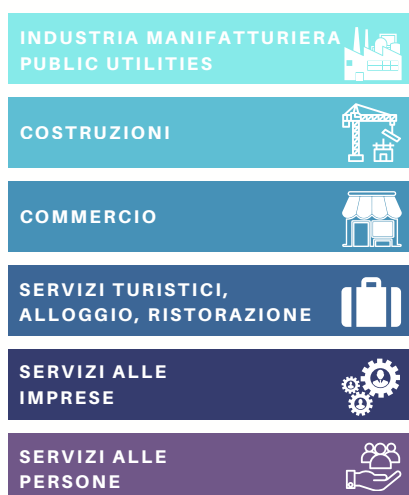 INDUSTRIA MANIFATTURIERA
PUBLIC UTILITIES
COSTRUZIONI
COMMERCIO
SERVIZI TURISTICI,
ALLOGGIO, RISTORAZIONE
SERVIZI ALLE
IMPRESE
SERVIZI ALLE
PERSONE